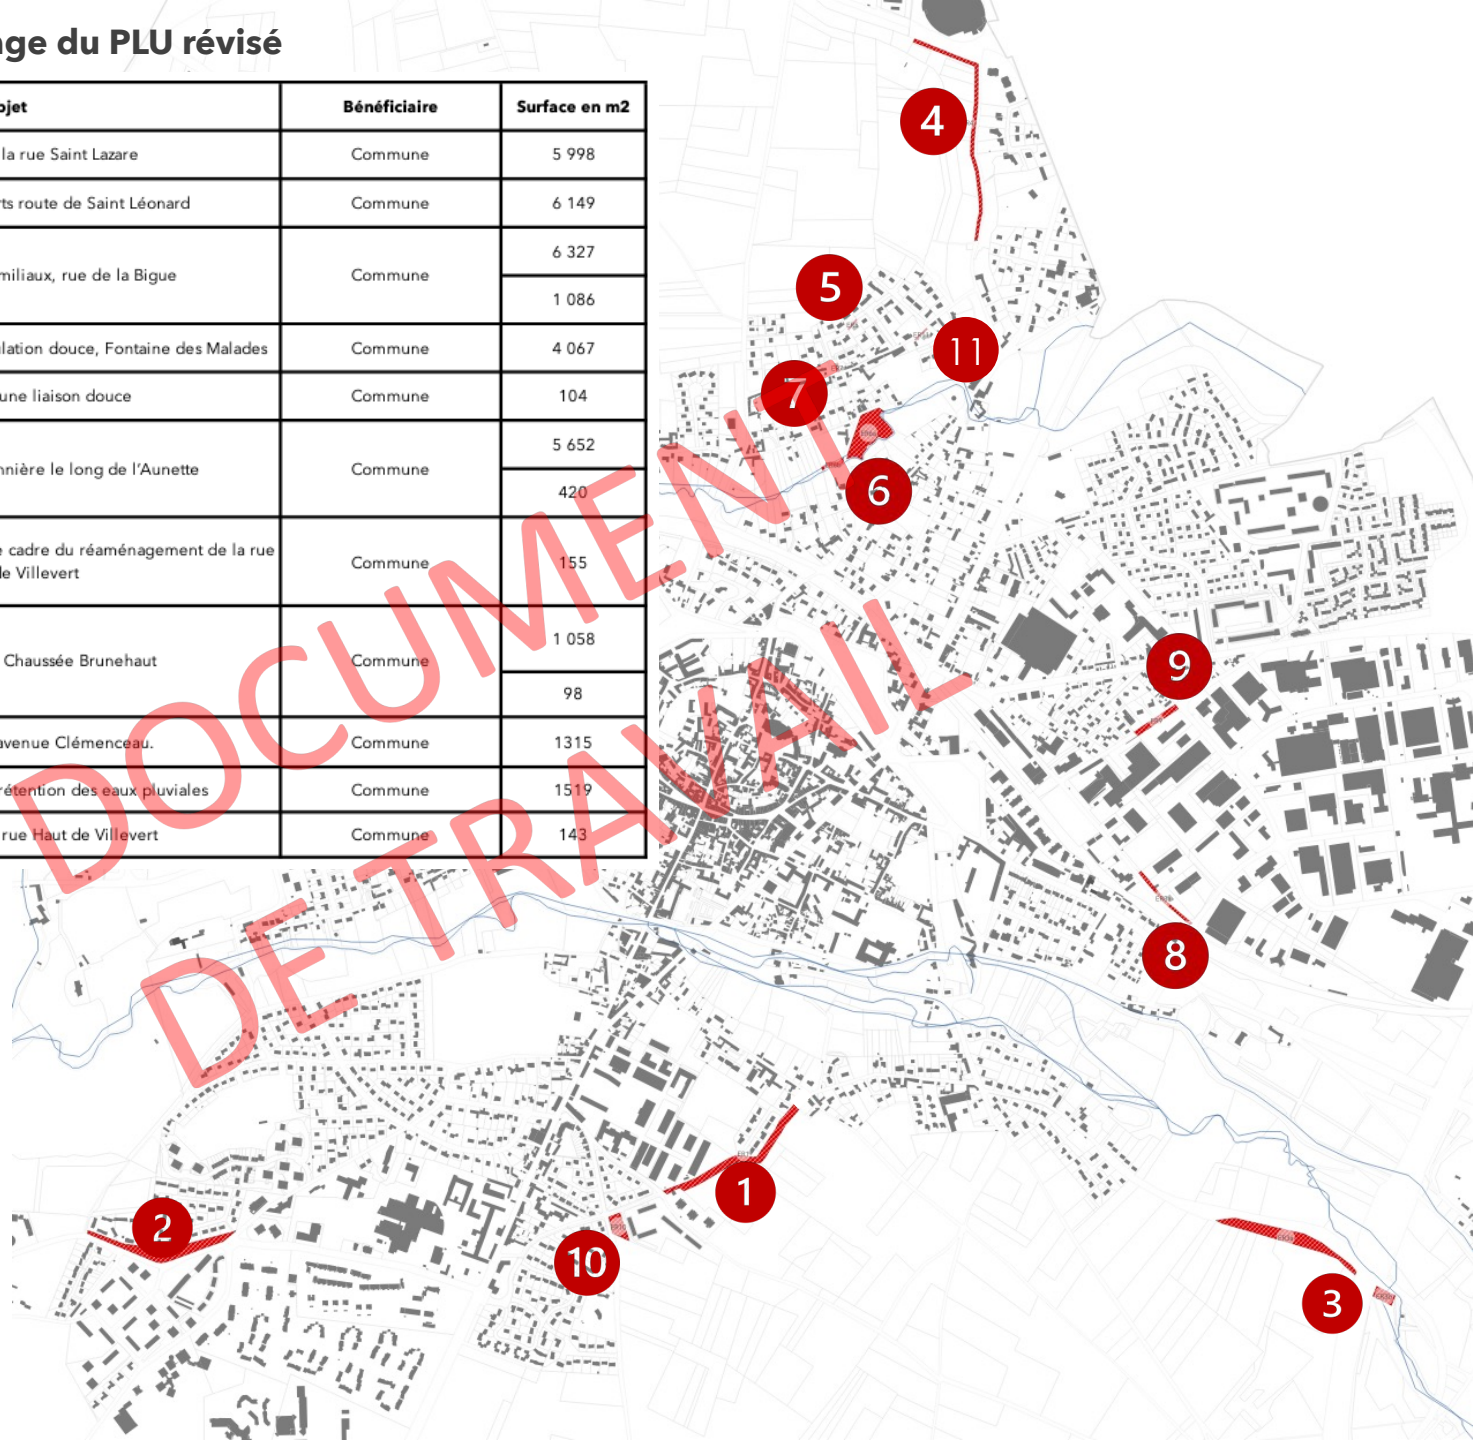 age du PLU révisé
ojet Bénéficiaire Surface en m2
la rue Saint Lazare Commune 5 998
ts route de Saint Léonard Commune 6 149
miliaux, rue de la Bigue Commune 6 327
1 086
lation douce, Fontaine des Malades Commune 4 067
une liaison douce Commune 104
nnière le long de l’Aunette Commune 5 652
420
e cadre du réaménagement de la rue
de Villevert Commune 155
Chaussée Brunehaut Commune 1 058
98
avenue Clémenceau. Commune 1315
rétention des eaux pluviales Commune 1519
rue Haut de Villevert Commune 143
DOCUMENT
DE TRAVAIL
4
5
11
7
6
9
8
1
2
10
3